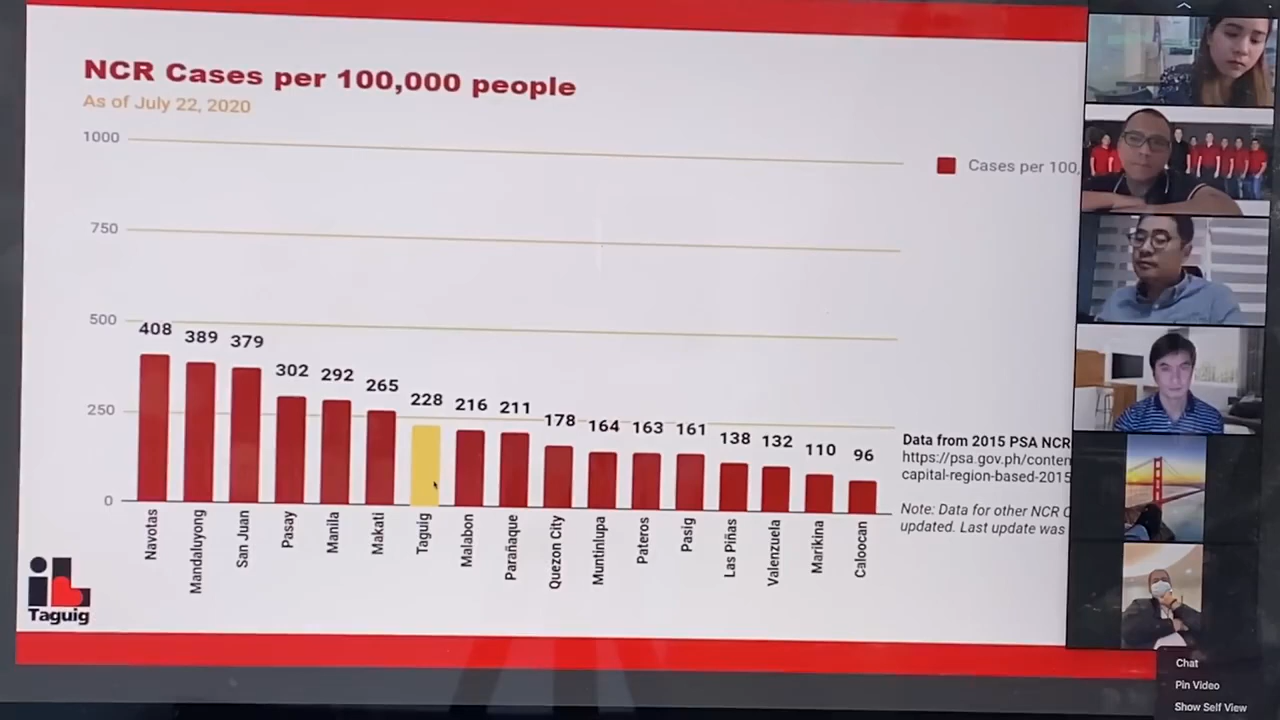 NCR Cases per 100,000 people
As of July 22, 2020
1000
750
500
250
0
Cases per 100,
408
389
379
302
292
265
228
216
211
178
164
163
161
138
132
110
96
Navotas
Mandaluyong
San Juan
Pasay
Manila
Makati
Taguig
Malabon
Parañaque
Quezon City
Muntinlupa
Pateros
Pasig
Las Piñas
Valenzuela
Marikina
Caloocan
Data from 2015 PSA NCR
https://psa.gov.ph/conten
capital-region-based-2015
Note: Data for other NCR C
updated. Last update was
iL
Taguig
Chat
Pin Video
Show Self View